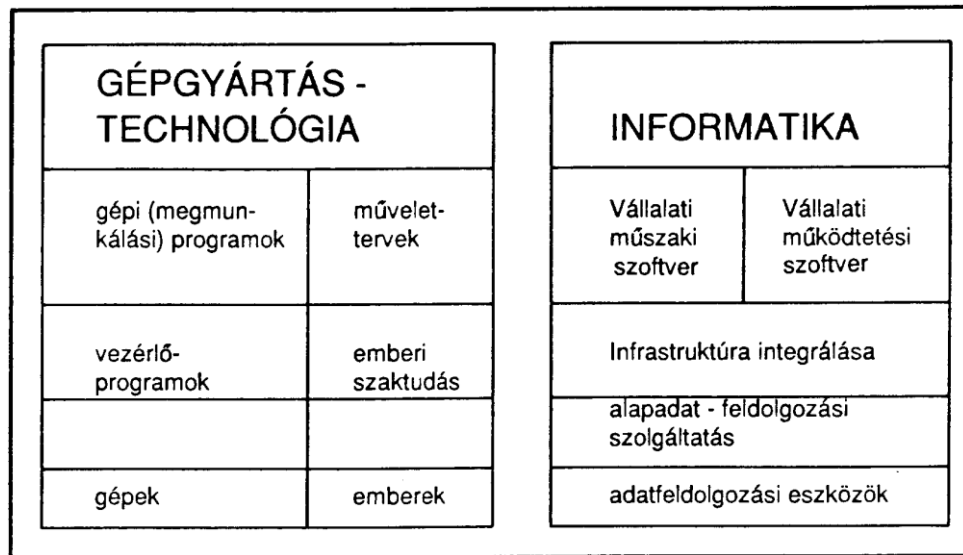 GÉPGYÁRTÁS -
TECHNOLÓGIA
gépi (megmun-
kálási) programok
művelet-
tervek
vezérlő-
programok
emberi
szaktudás
gépek
emberek
INFORMATIKA
Vállalati
műszaki
szoftver
Vállalati
működtetési
szoftver
Infrastruktúra integrálása
alapadat - feldolgozási
szolgáltatás
adatfeldolgozási eszközök